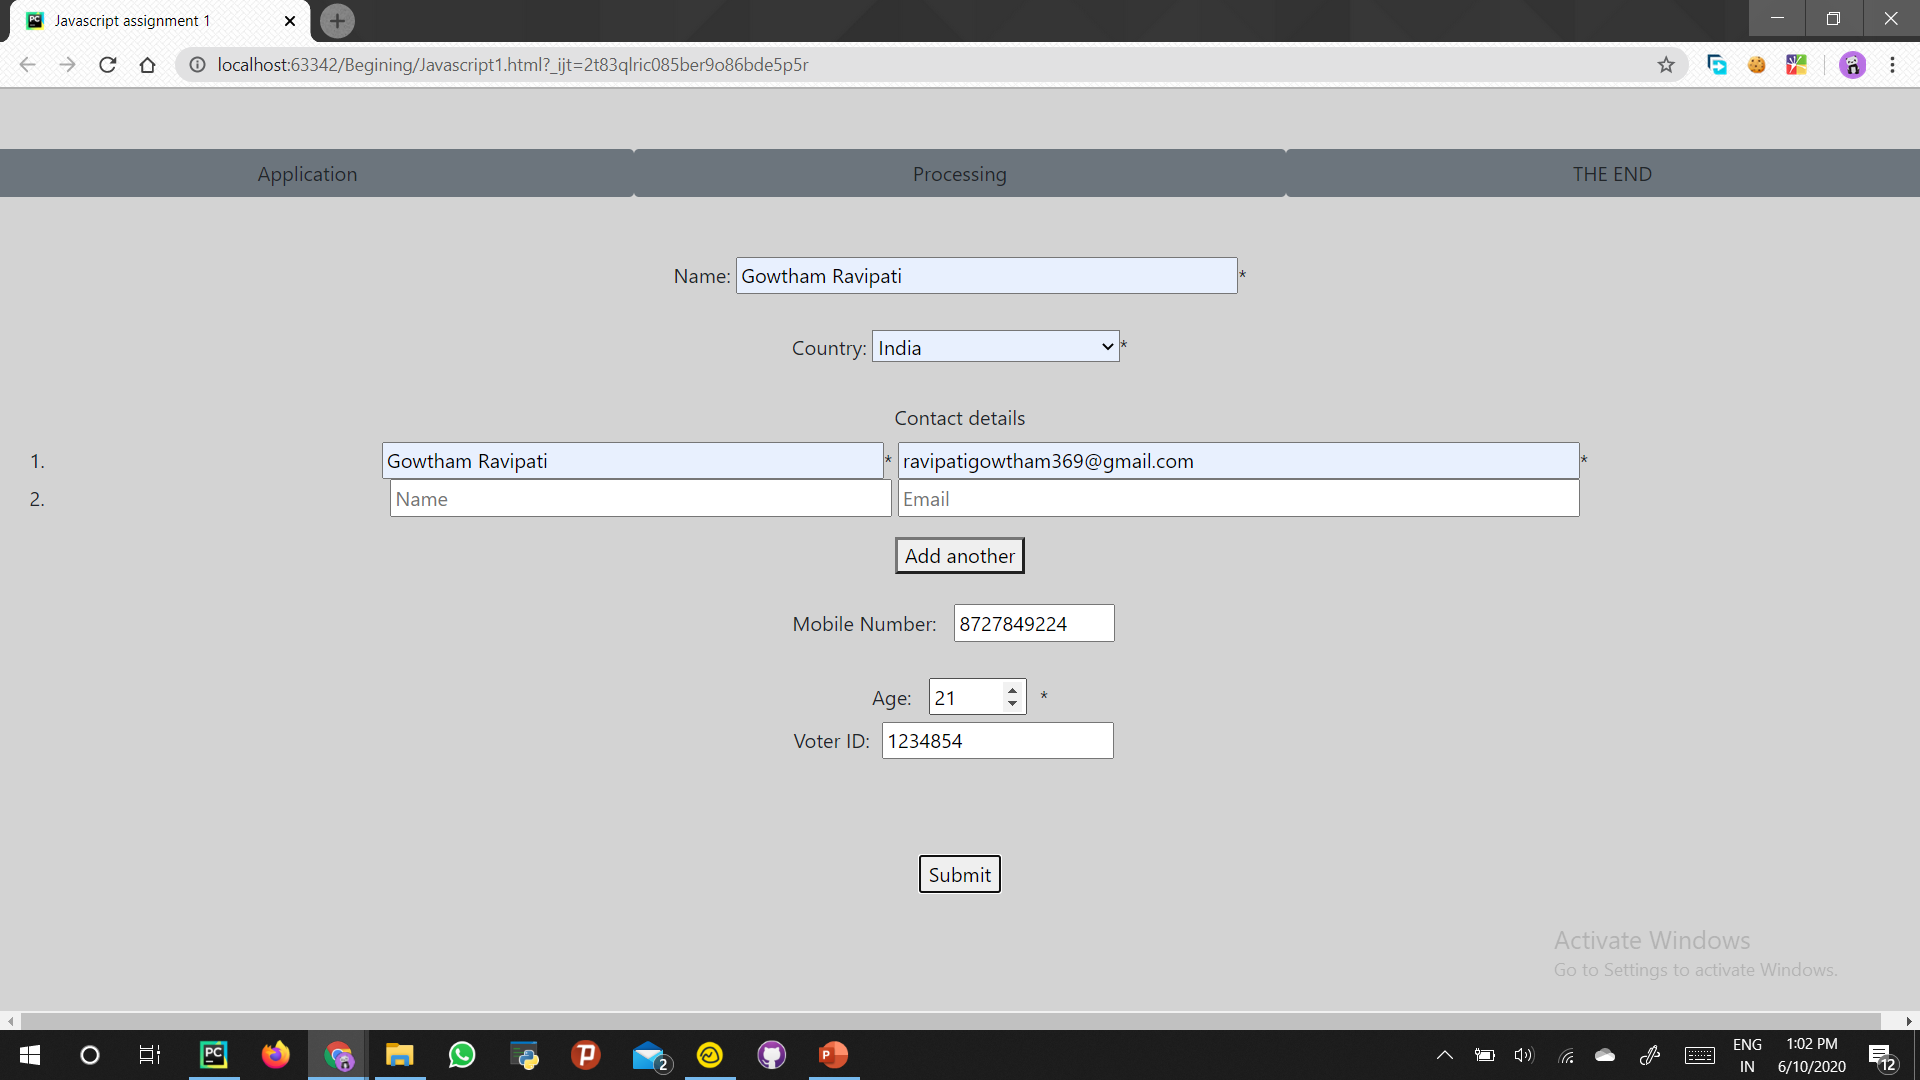 Javascript assignment 1
localhost:63342/Begining/Javascript1.html?_ijt=2t83qlric085ber9o86bde5p5r
Application Processing THE END
Name: Gowtham Ravipati *
Country: India *
Contact details
1. Gowtham Ravipati * ravipatigowtham369@gmail.com *
2. Name Email
Add another
Mobile Number: 8727849224
Age: 21 *
Voter ID: 1234854
Submit
Activate Windows
Go to Settings to activate Windows.
PC
2
P
ENG
IN
1:02 PM
6/10/2020
12